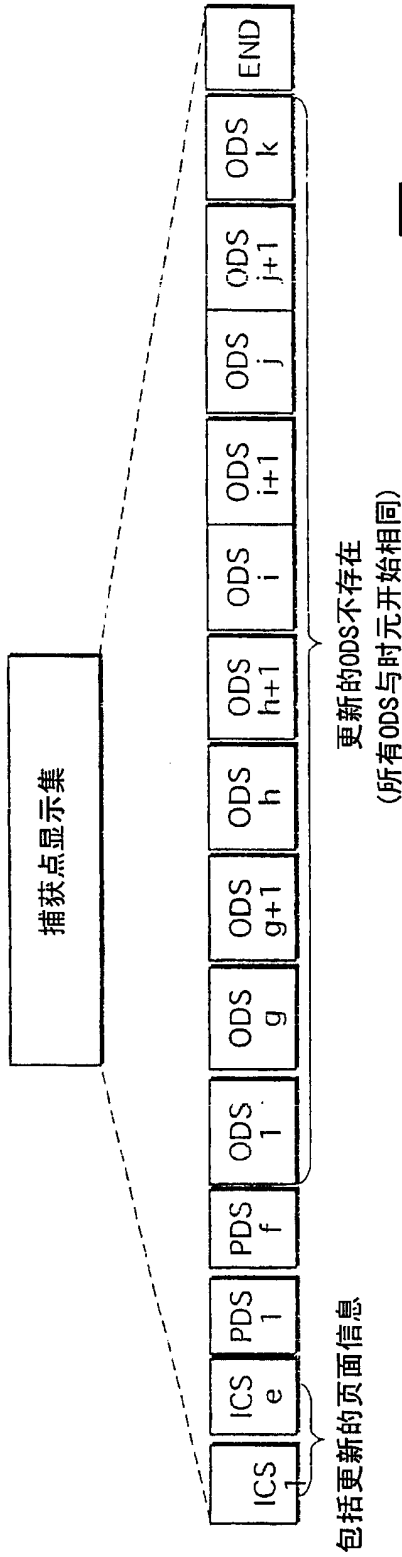 捕获点显示集
ICS 1
ICS e
PDS 1
PDS f
ODS 1
ODS g
ODS g+1
ODS h
ODS h+1
ODS i
ODS i+1
ODS j
ODS j+1
ODS k
END
包括更新的页面信息
更新的ODS不存在
(所有ODS与时元开始相同)